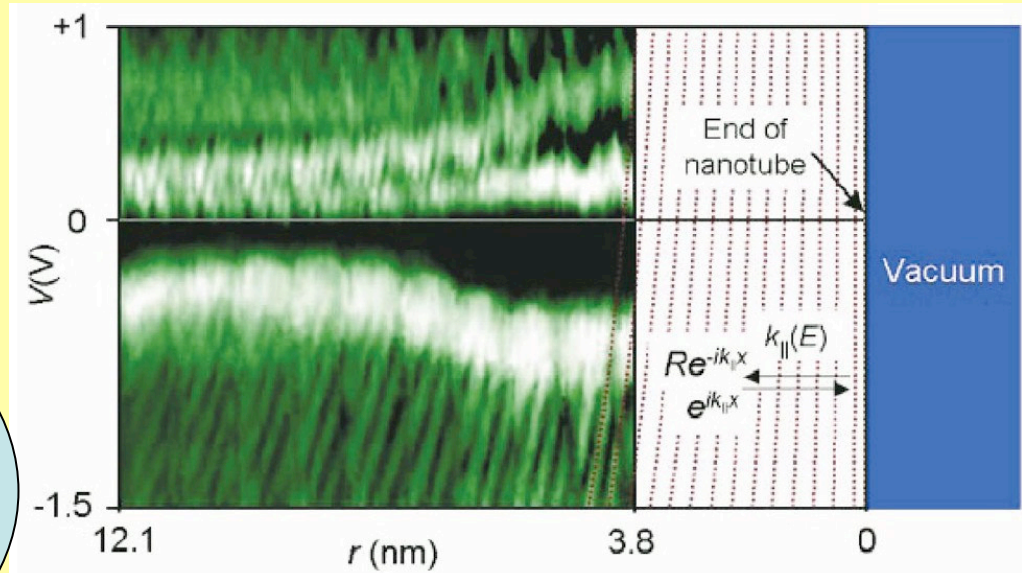 +1
0
-1.5
V(V)
12.1
r (nm)
3.8
0
End of
nanotube
Vacuum
k||(E)
Re^-ik||x
e^ik||x